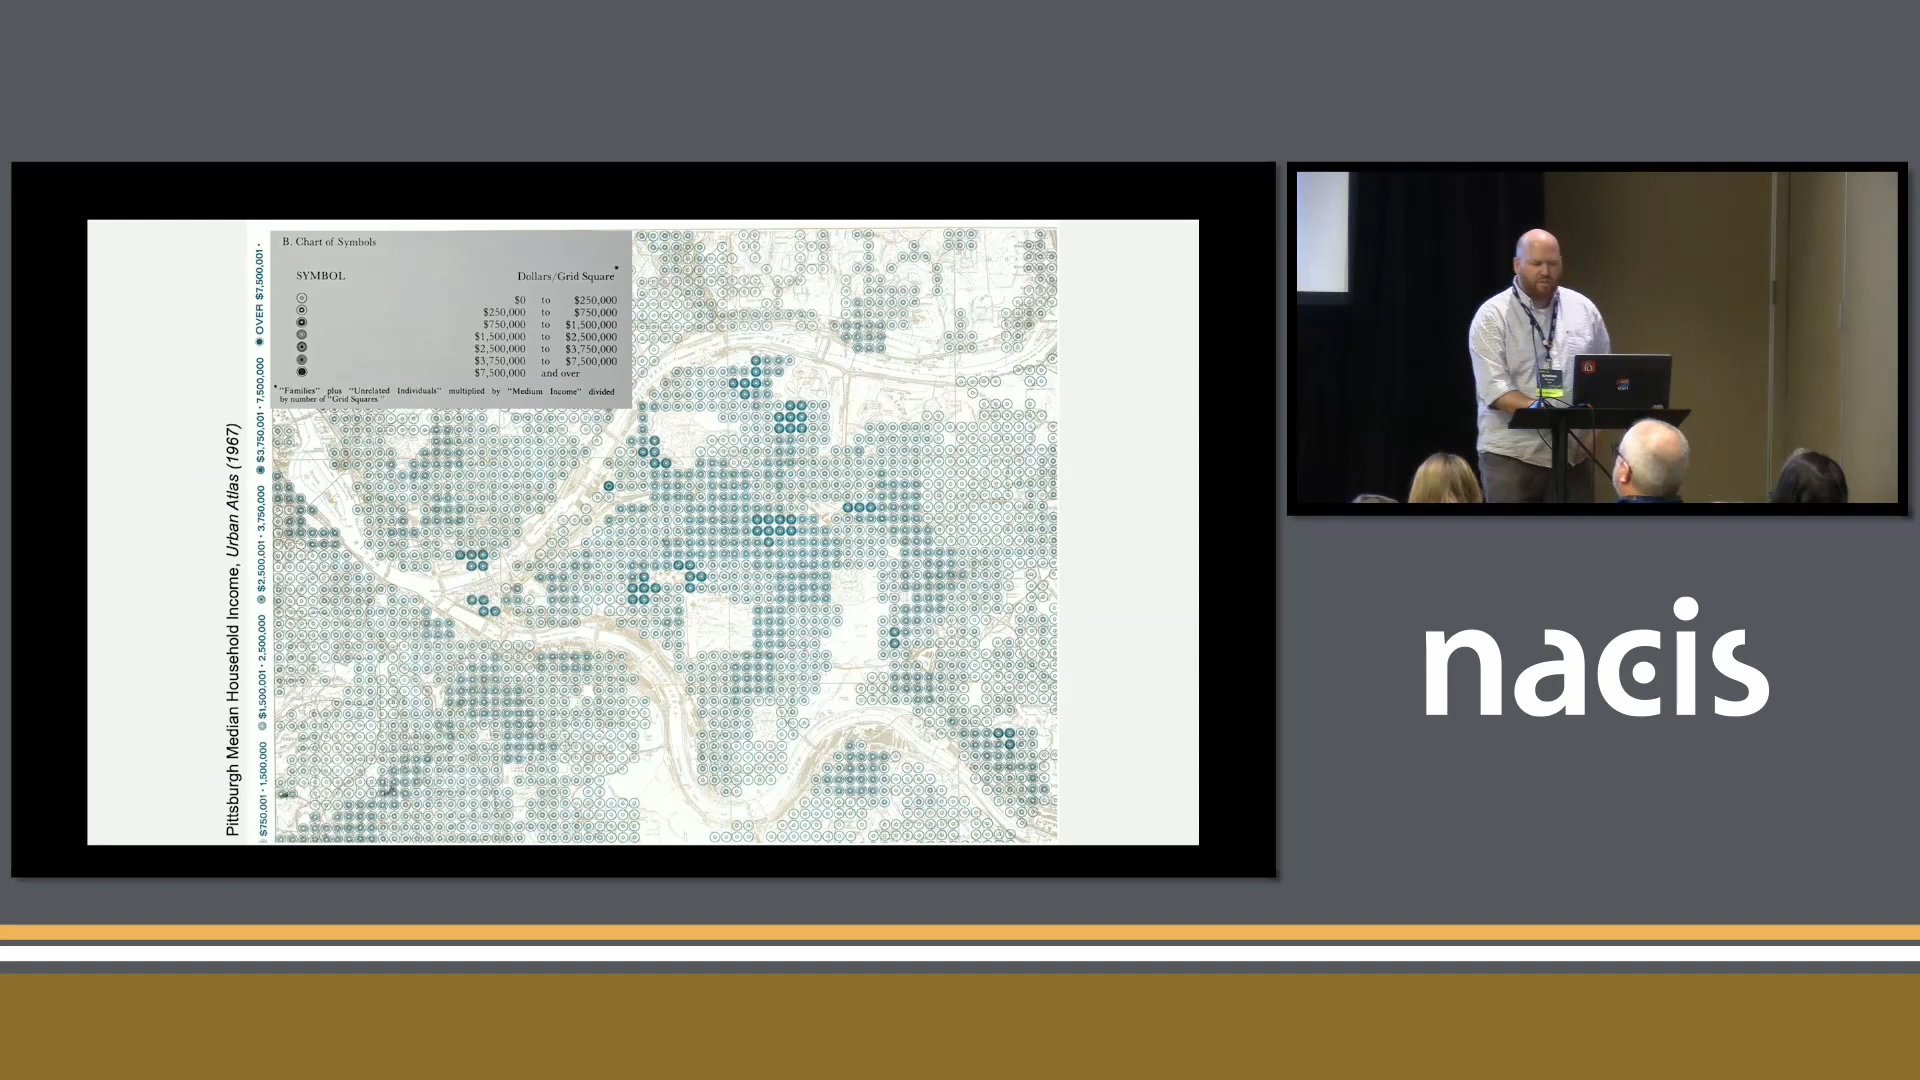 Pittsburgh Median Household Income, Urban Atlas (1967)
$750,001 · 1,500,000
$1,500,001 · 2,500,000
$2,500,001 · 3,750,000
$3,750,001 · 7,500,000
OVER $7,500,001 ·
B. Chart of Symbols
SYMBOL Dollars/Grid Square*
$0 to $250,000
$250,000 to $750,000
$750,000 to $1,500,000
$1,500,000 to $2,500,000
$2,500,000 to $3,750,000
$3,750,000 to $7,500,000
$7,500,000 and over
*"Families" plus "Unrelated Individuals" multiplied by "Medium Income" divided
by number of "Grid Squares."
esri
nacis